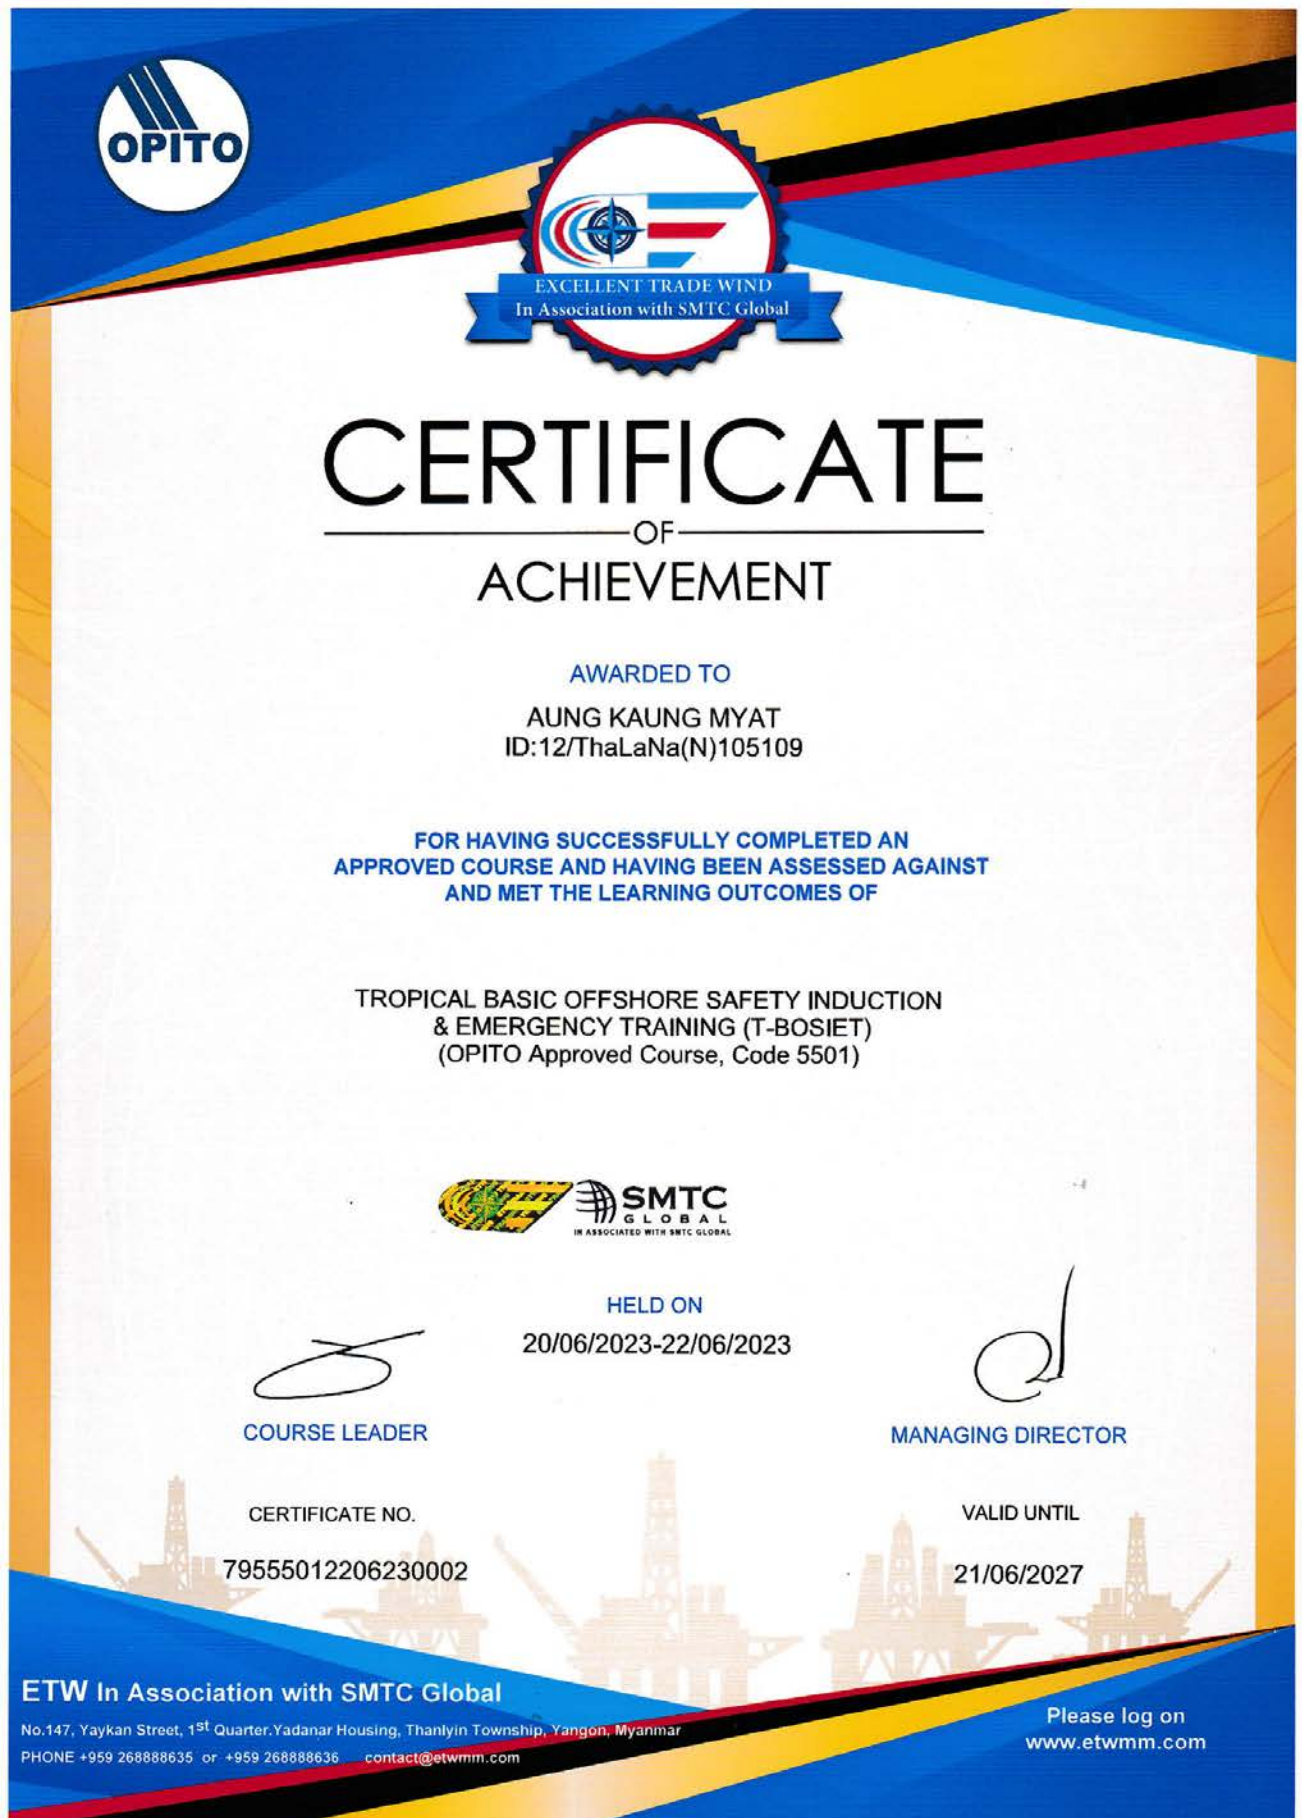 OPITO
EXCELLENT TRADE WIND
In Association with SMTC Global
CERTIFICATE
OF
ACHIEVEMENT
AWARDED TO
AUNG KAUNG MYAT
ID:12/ThaLaNa(N)105109
FOR HAVING SUCCESSFULLY COMPLETED AN
APPROVED COURSE AND HAVING BEEN ASSESSED AGAINST
AND MET THE LEARNING OUTCOMES OF
TROPICAL BASIC OFFSHORE SAFETY INDUCTION
& EMERGENCY TRAINING (T-BOSIET)
(OPITO Approved Course, Code 5501)
SMTC
GLOBAL
IN ASSOCIATED WITH SMTC GLOBAL
HELD ON
20/06/2023-22/06/2023
COURSE LEADER
MANAGING DIRECTOR
CERTIFICATE NO.
VALID UNTIL
79555012206230002
21/06/2027
ETW In Association with SMTC Global
No.147, Yaykan Street, 1st Quarter.Yadanar Housing, Thanlyin Township, Yangon, Myanmar
PHONE +959 268888635 or +959 268888636 contact@etwmm.com
Please log on
www.etwmm.com